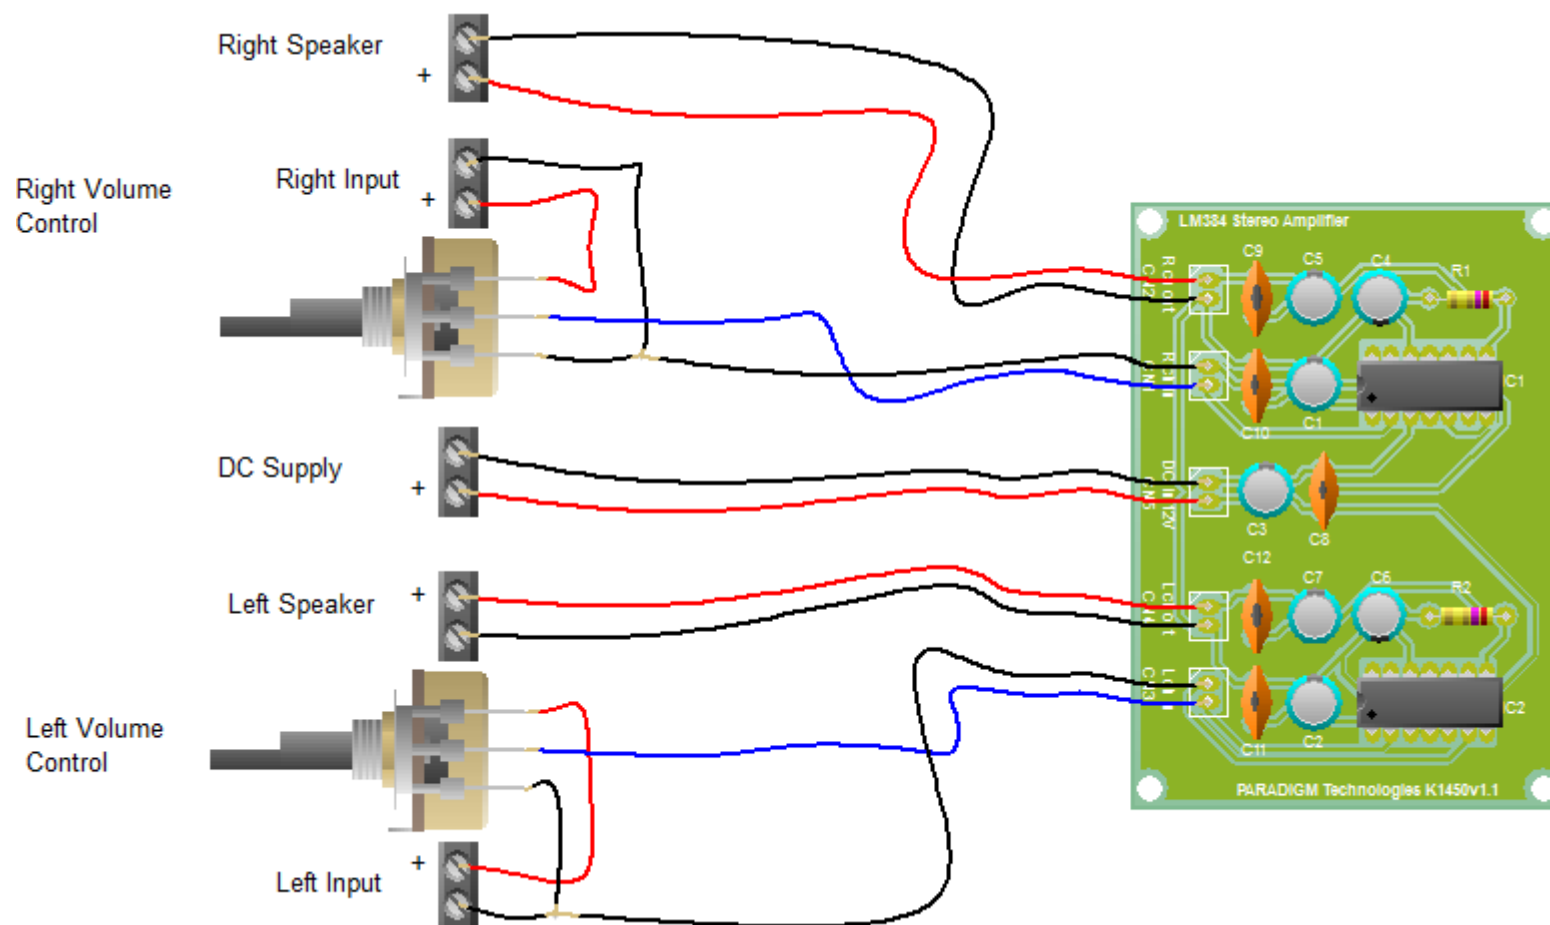 Right Speaker
+
Right Input
+
Right Volume
Control
DC Supply
+
Left Speaker
+
Left Volume
Control
Left Input
+
LM384 Stereo Amplifier
C9
C5
C4
R1
C10
C1
C1
C3
C8
C12
C7
C6
R2
C11
C2
C2
PARADIGM Technologies K1450v1.1